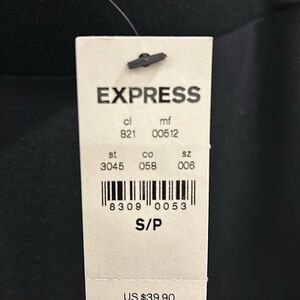 EXPRESS
cl mf
821 00512
st co sz
3045 058 006
8309 0053
S/P
US $39.90